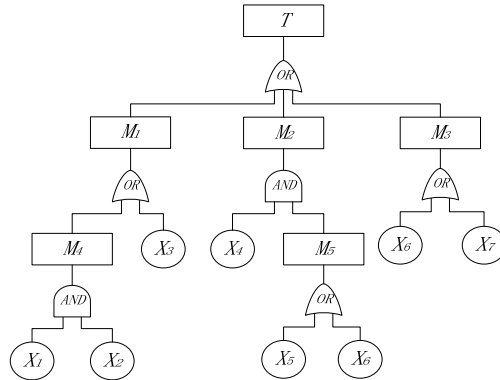 T
OR
M1 M2 M3
OR AND OR
M4 X3 X4 M5 X6 X7
AND OR
X1 X2 X5 X6